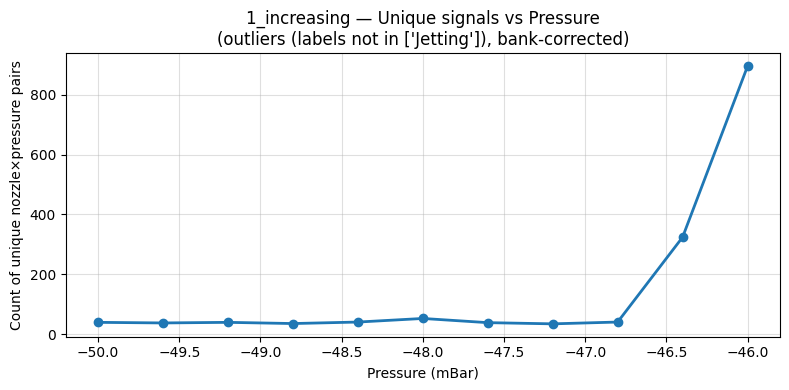 1_increasing — Unique signals vs Pressure
(outliers (labels not in ['Jetting']), bank-corrected)
Count of unique nozzle×pressure pairs
800
600
400
200
0
−50.0 −49.5 −49.0 −48.5 −48.0 −47.5 −47.0 −46.5 −46.0
Pressure (mBar)